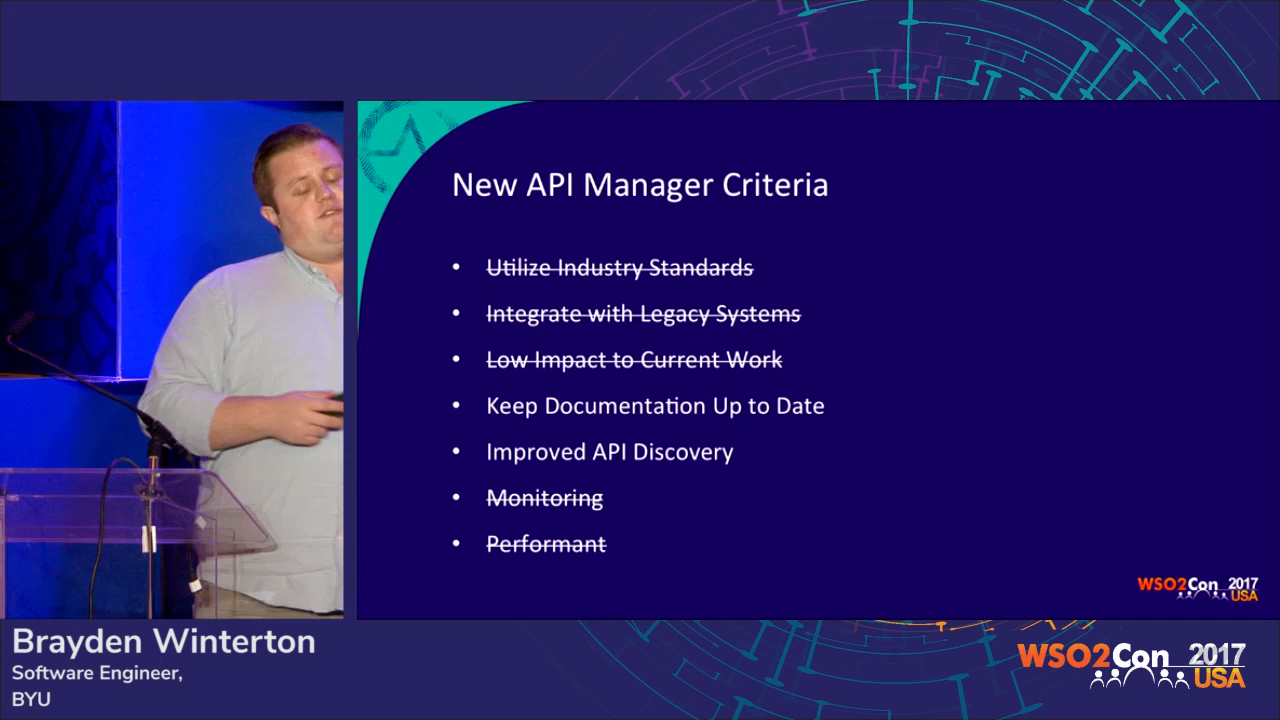 New API Manager Criteria
• Utilize Industry Standards
• Integrate with Legacy Systems
• Low Impact to Current Work
• Keep Documentation Up to Date
• Improved API Discovery
• Monitoring
• Performant
WSO2Con 2017
USA
Brayden Winterton
Software Engineer,
BYU
WSO2Con 2017
USA